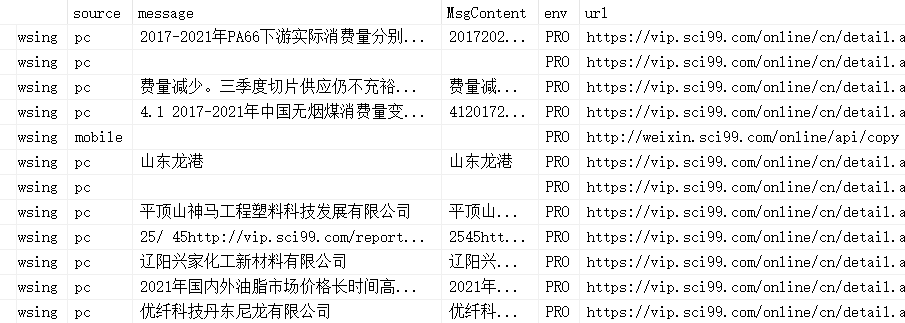 source message MsgContent env url
wsing pc 2017-2021年PA66下游实际消费量分别... 2017202... PRO https://vip.sci99.com/online/cn/detail.a
wsing pc PRO https://vip.sci99.com/online/cn/detail.a
wsing pc 费量减少。三季度切片供应仍不充裕... 费量减... PRO https://vip.sci99.com/online/cn/detail.a
wsing pc 4.1 2017-2021年中国无烟煤消费量变... 4120172... PRO https://vip.sci99.com/online/cn/detail.a
wsing mobile PRO http://weixin.sci99.com/online/api/copy
wsing pc 山东龙港 山东龙港 PRO https://vip.sci99.com/online/cn/detail.a
wsing pc PRO https://vip.sci99.com/online/cn/detail.a
wsing pc 平顶山神马工程塑料科技发展有限公司 平顶山... PRO https://vip.sci99.com/online/cn/detail.a
wsing pc 25/ 45http://vip.sci99.com/report... 2545htt... PRO https://vip.sci99.com/online/cn/detail.a
wsing pc 辽阳兴家化工新材料有限公司 辽阳兴... PRO https://vip.sci99.com/online/cn/detail.a
wsing pc 2021年国内外油脂市场价格长时间高... 2021年... PRO https://vip.sci99.com/online/cn/detail.a
wsing pc 优纤科技丹东尼龙有限公司 优纤科... PRO https://vip.sci99.com/online/cn/detail.a